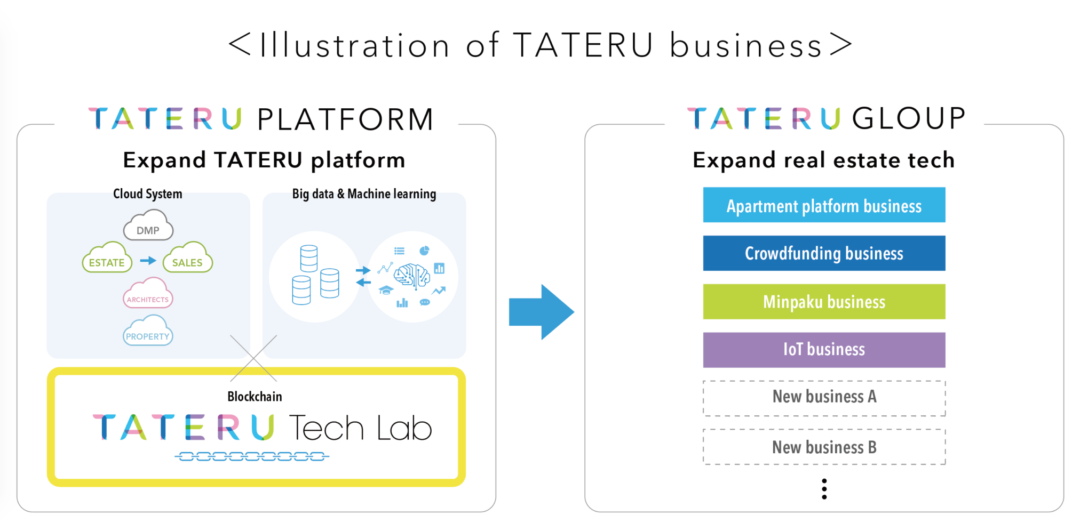 <Illustration of TATERU business>
TATERU PLATFORM
Expand TATERU platform
Cloud System
DMP
ESTATE
SALES
ARCHITECTS
PROPERTY
Big data & Machine learning
Blockchain
TATERU Tech Lab
TATERU GLOUP
Expand real estate tech
Apartment platform business
Crowdfunding business
Minpaku business
IoT business
New business A
New business B